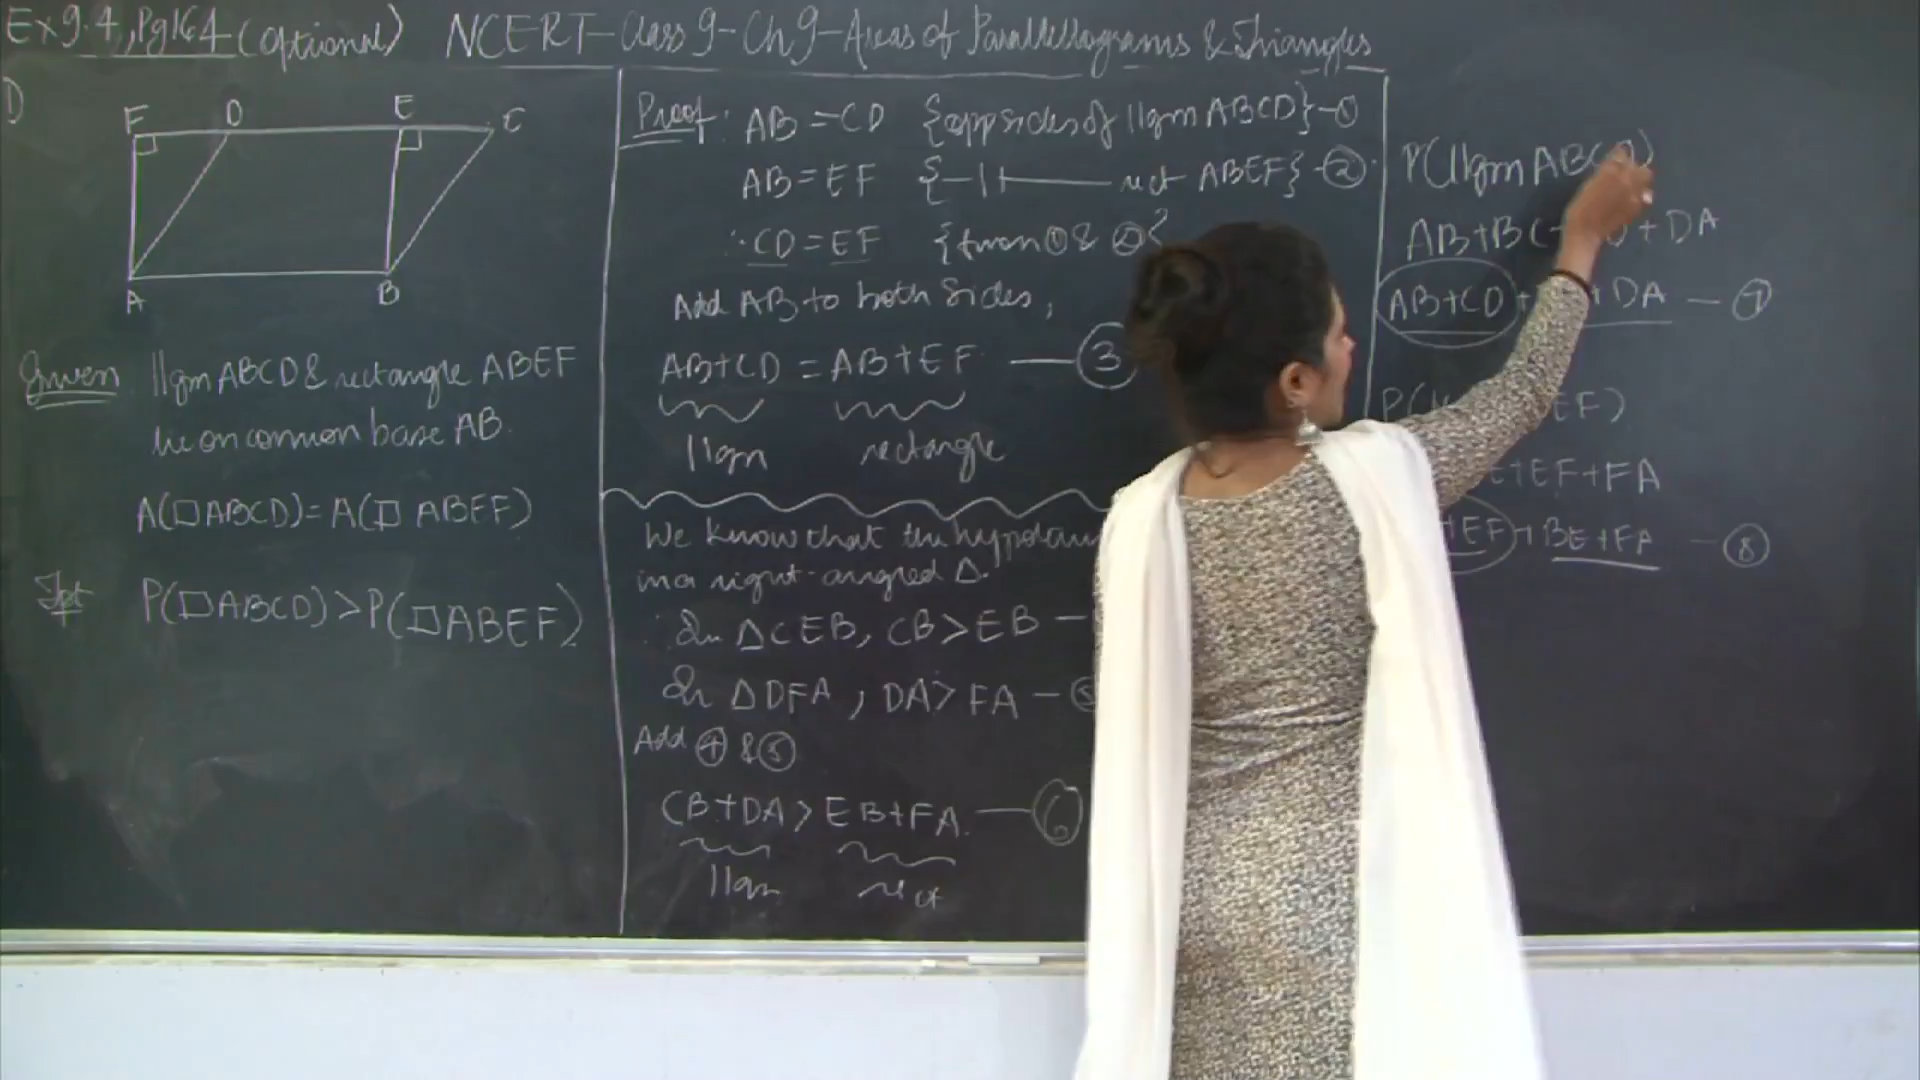 Ex 9.4, Pg 164 (Optional) NCERT - Class 9 - Ch 9 - Areas of Parallellograms & Triangles
1)
F D E C
A B
Given ||gm ABCD & rectangle ABEF
lie on common base AB.
A(□ABCD) = A(□ ABEF)
Tpt P(□ABCD) > P(□ABEF)
Proof: AB = CD {opp sides of ||gm ABCD} - ①
AB = EF {-||- rect ABEF} - ②
∴ CD = EF {from ① & ②}
Add AB to both sides,
AB+CD = AB+EF — ③
||gm rectangle
We know that the
in a right-angled Δ.
∴ In ΔCEB, CB > EB —
In ΔDFA, DA > FA — ⑤
Add ④ & ⑤
CB+DA > EB+FA. — ⑥
||gm rect
P(||gm ABCD)
AB+BC+ +DA
AB+CD + +DA — ⑦
P( EF)
+EF+FA
+EF +BE+FA — ⑧